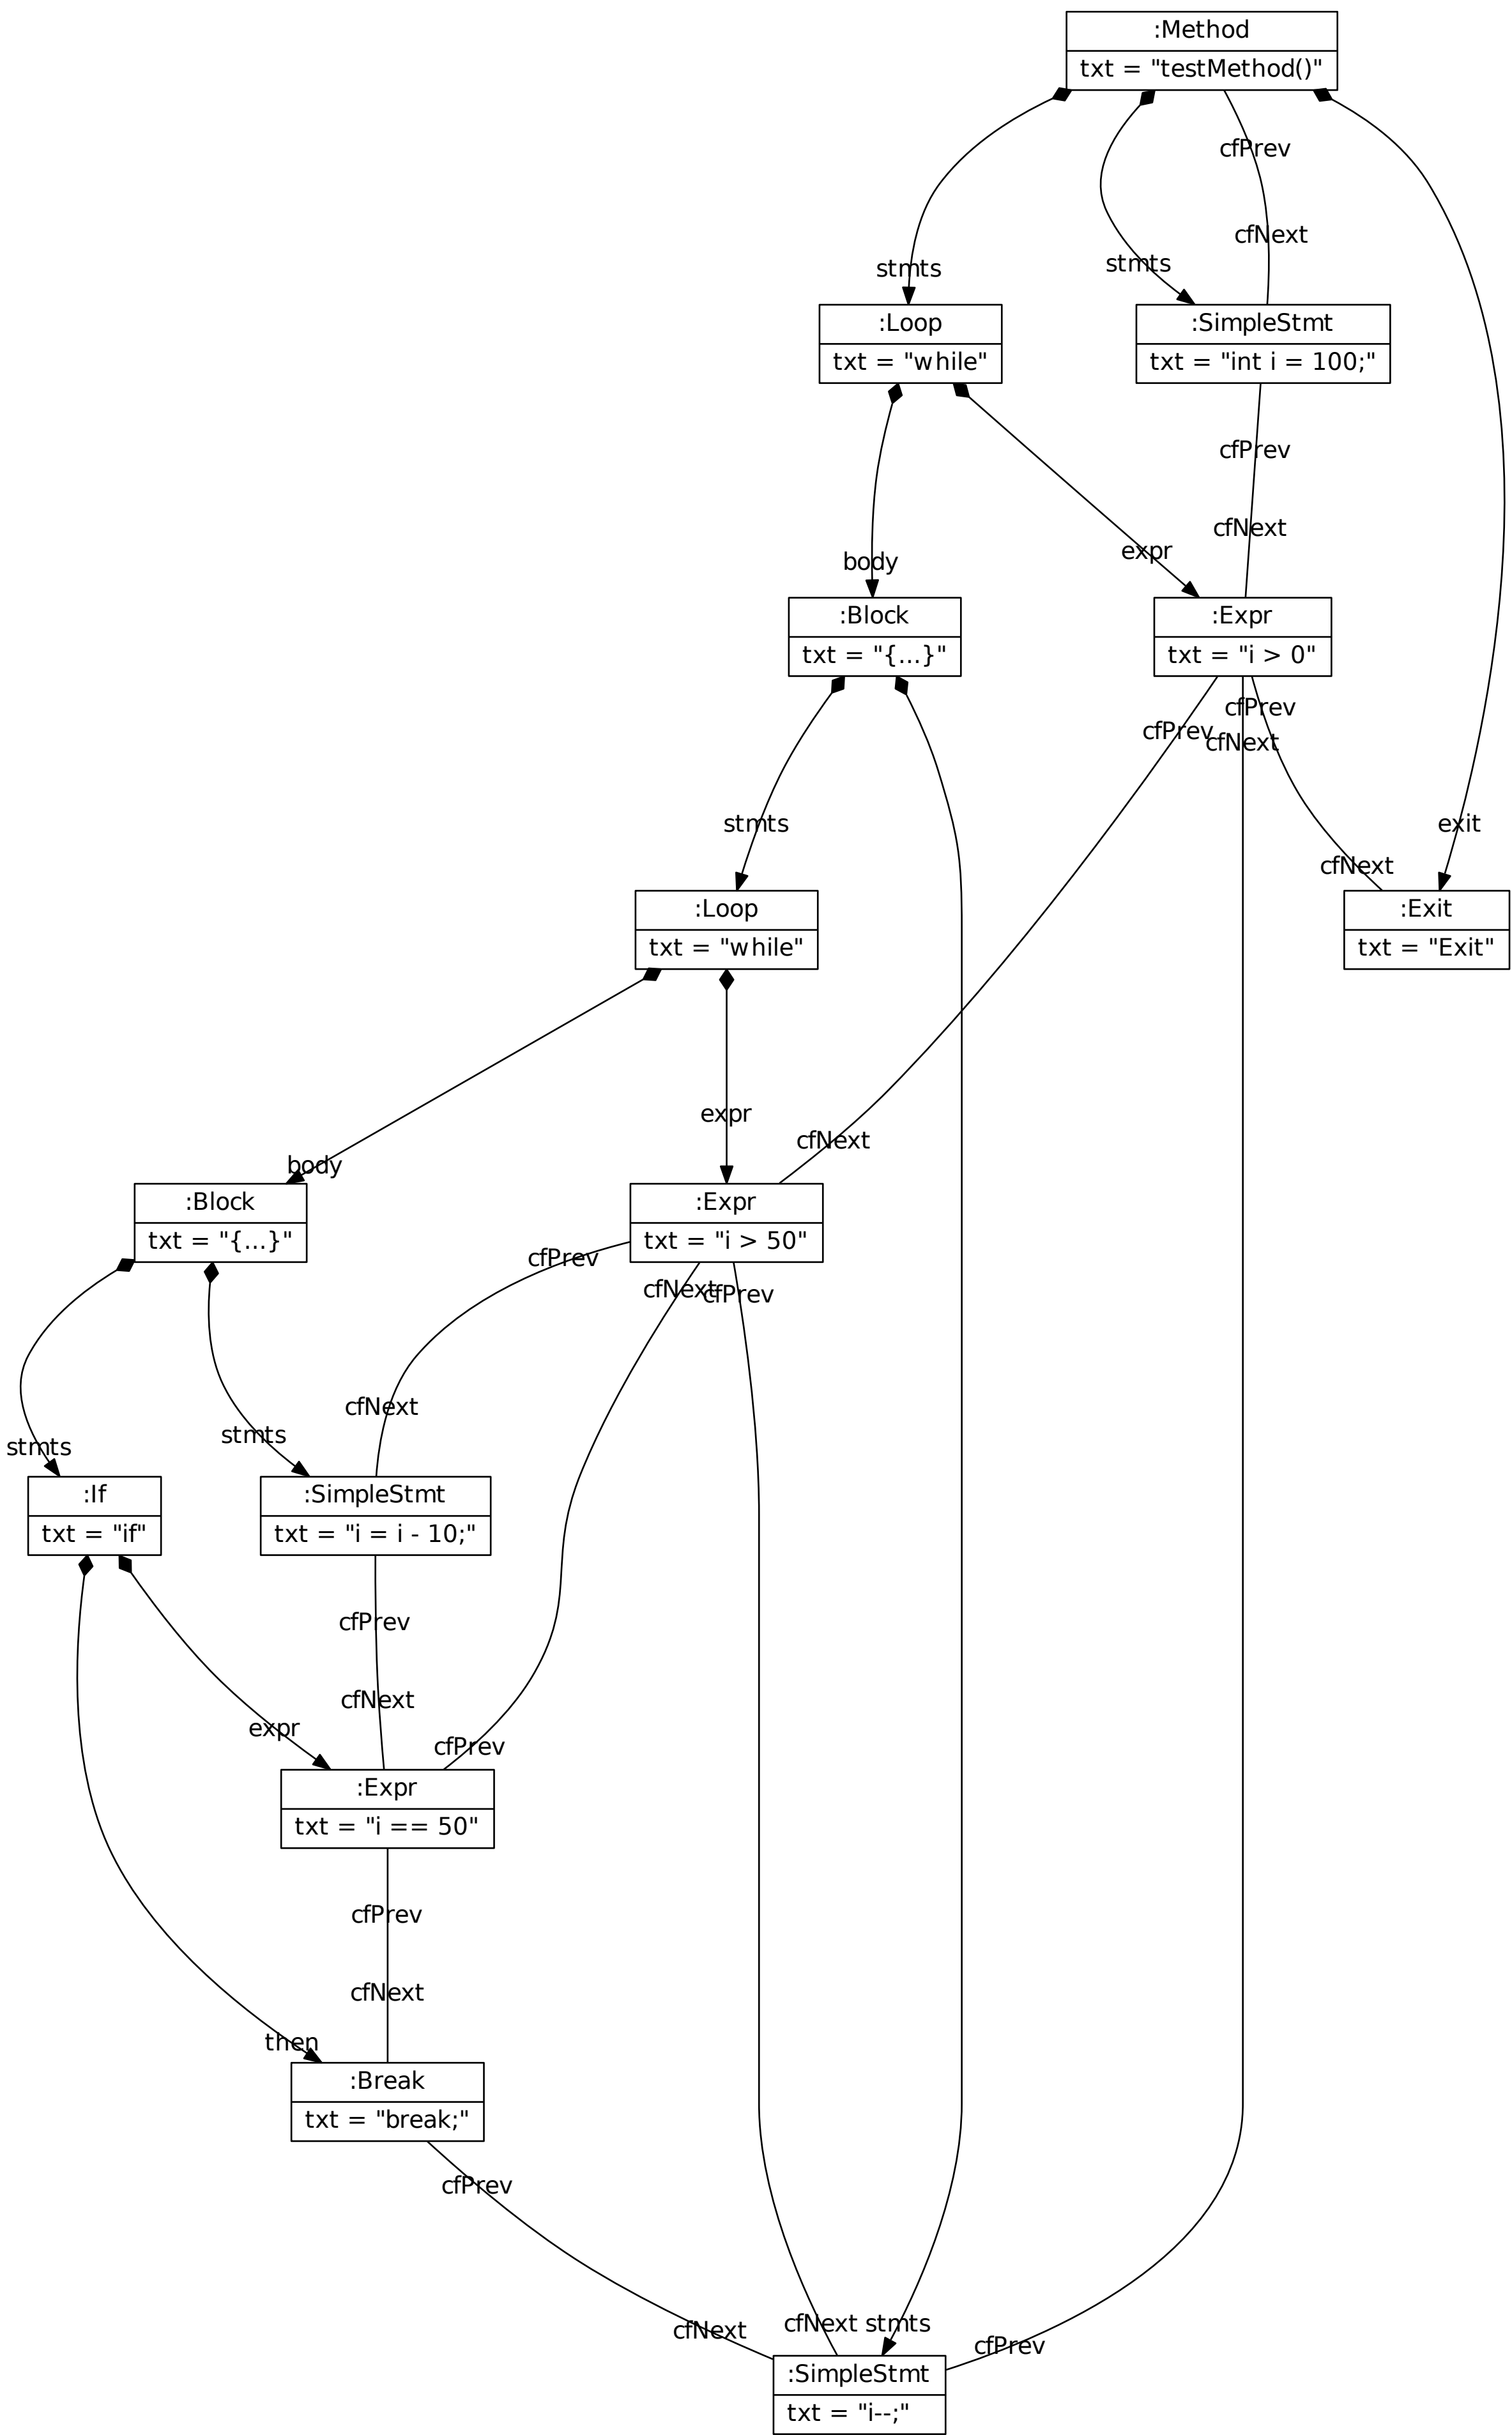 :Method
txt = "testMethod()"
cfPrev
cfNext
stmts
stmts
:Loop
txt = "while"
:SimpleStmt
txt = "int i = 100;"
cfPrev
cfNext
expr
body
:Block
txt = "{...}"
:Expr
txt = "i > 0"
cfPrev
cfPrev
cfNext
stmts
exit
cfNext
:Loop
txt = "while"
:Exit
txt = "Exit"
expr
cfNext
body
:Block
txt = "{...}"
:Expr
txt = "i > 50"
cfPrev
cfNext
cfPrev
cfNext
stmts
stmts
:If
txt = "if"
:SimpleStmt
txt = "i = i - 10;"
cfPrev
cfNext
expr
cfPrev
:Expr
txt = "i == 50"
cfPrev
cfNext
then
:Break
txt = "break;"
cfPrev
cfNext
cfNext
stmts
cfPrev
:SimpleStmt
txt = "i--;"